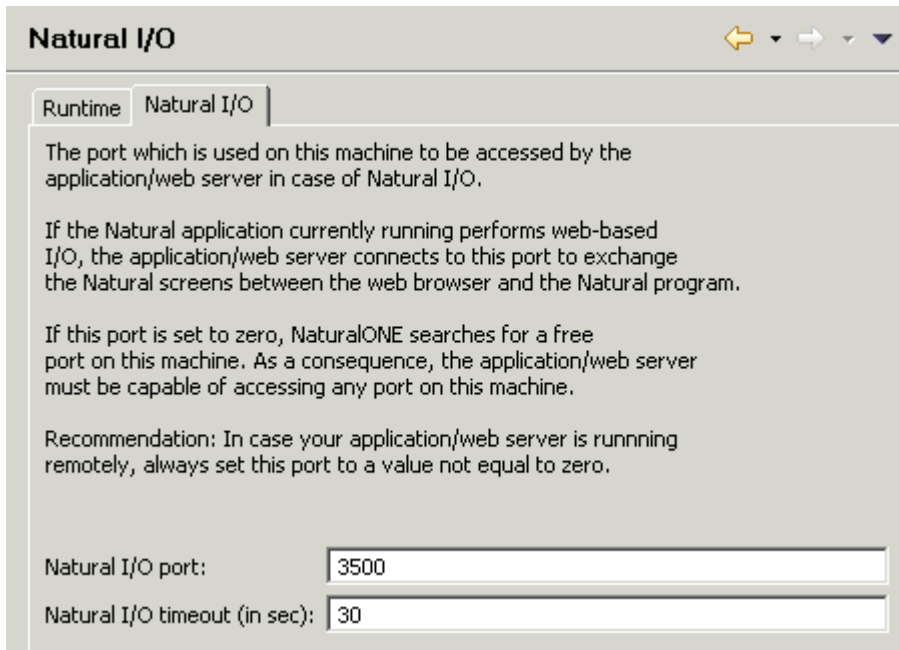 Natural I/O
Runtime
Natural I/O
The port which is used on this machine to be accessed by the
application/web server in case of Natural I/O.
If the Natural application currently running performs web-based
I/O, the application/web server connects to this port to exchange
the Natural screens between the web browser and the Natural program.
If this port is set to zero, NaturalONE searches for a free
port on this machine. As a consequence, the application/web server
must be capable of accessing any port on this machine.
Recommendation: In case your application/web server is runnning
remotely, always set this port to a value not equal to zero.
Natural I/O port: 3500
Natural I/O timeout (in sec): 30